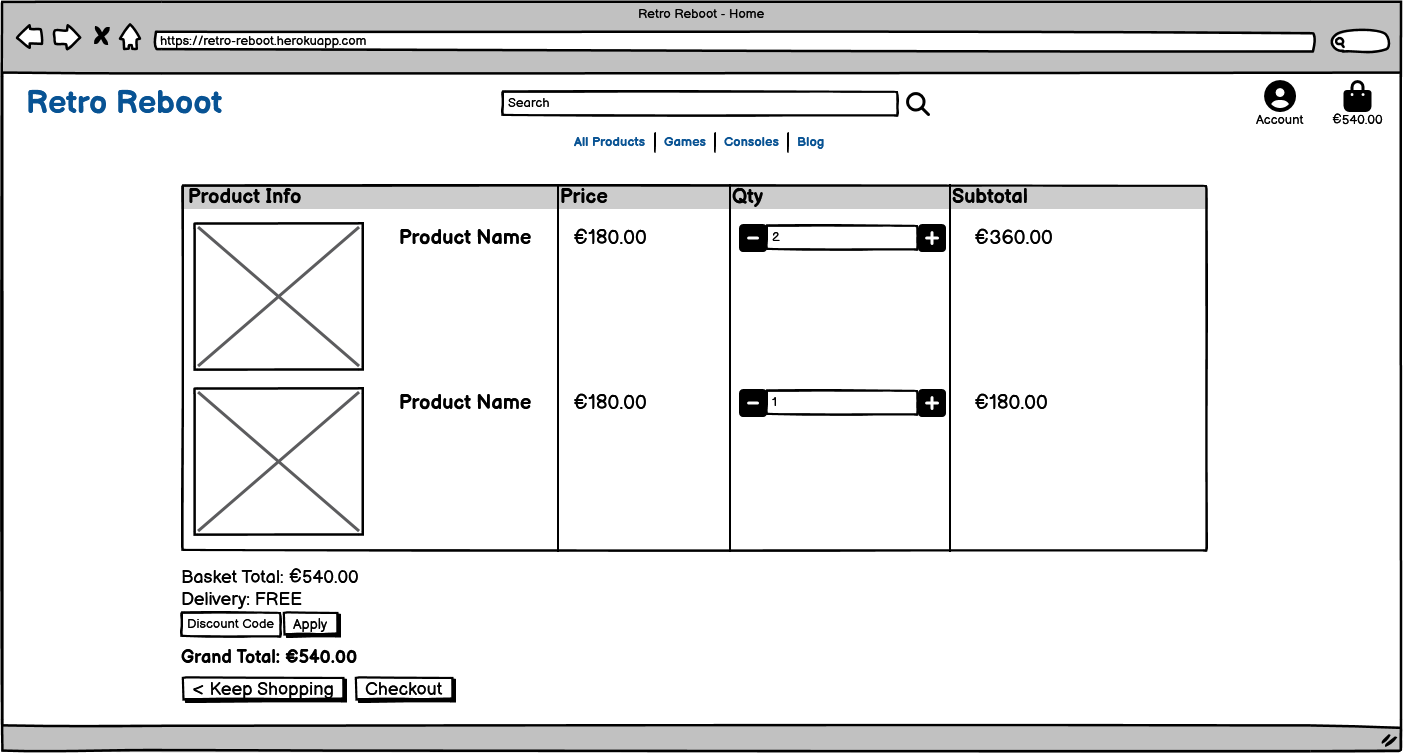 Retro Reboot - Home
https://retro-reboot.herokuapp.com
Retro Reboot
Search
Account
€540.00
All Products
Games
Consoles
Blog
Product Info
Price
Qty
Subtotal
Product Name
€180.00
2
€360.00
Product Name
€180.00
1
€180.00
Basket Total: €540.00
Delivery: FREE
Discount Code
Apply
Grand Total: €540.00
< Keep Shopping
Checkout